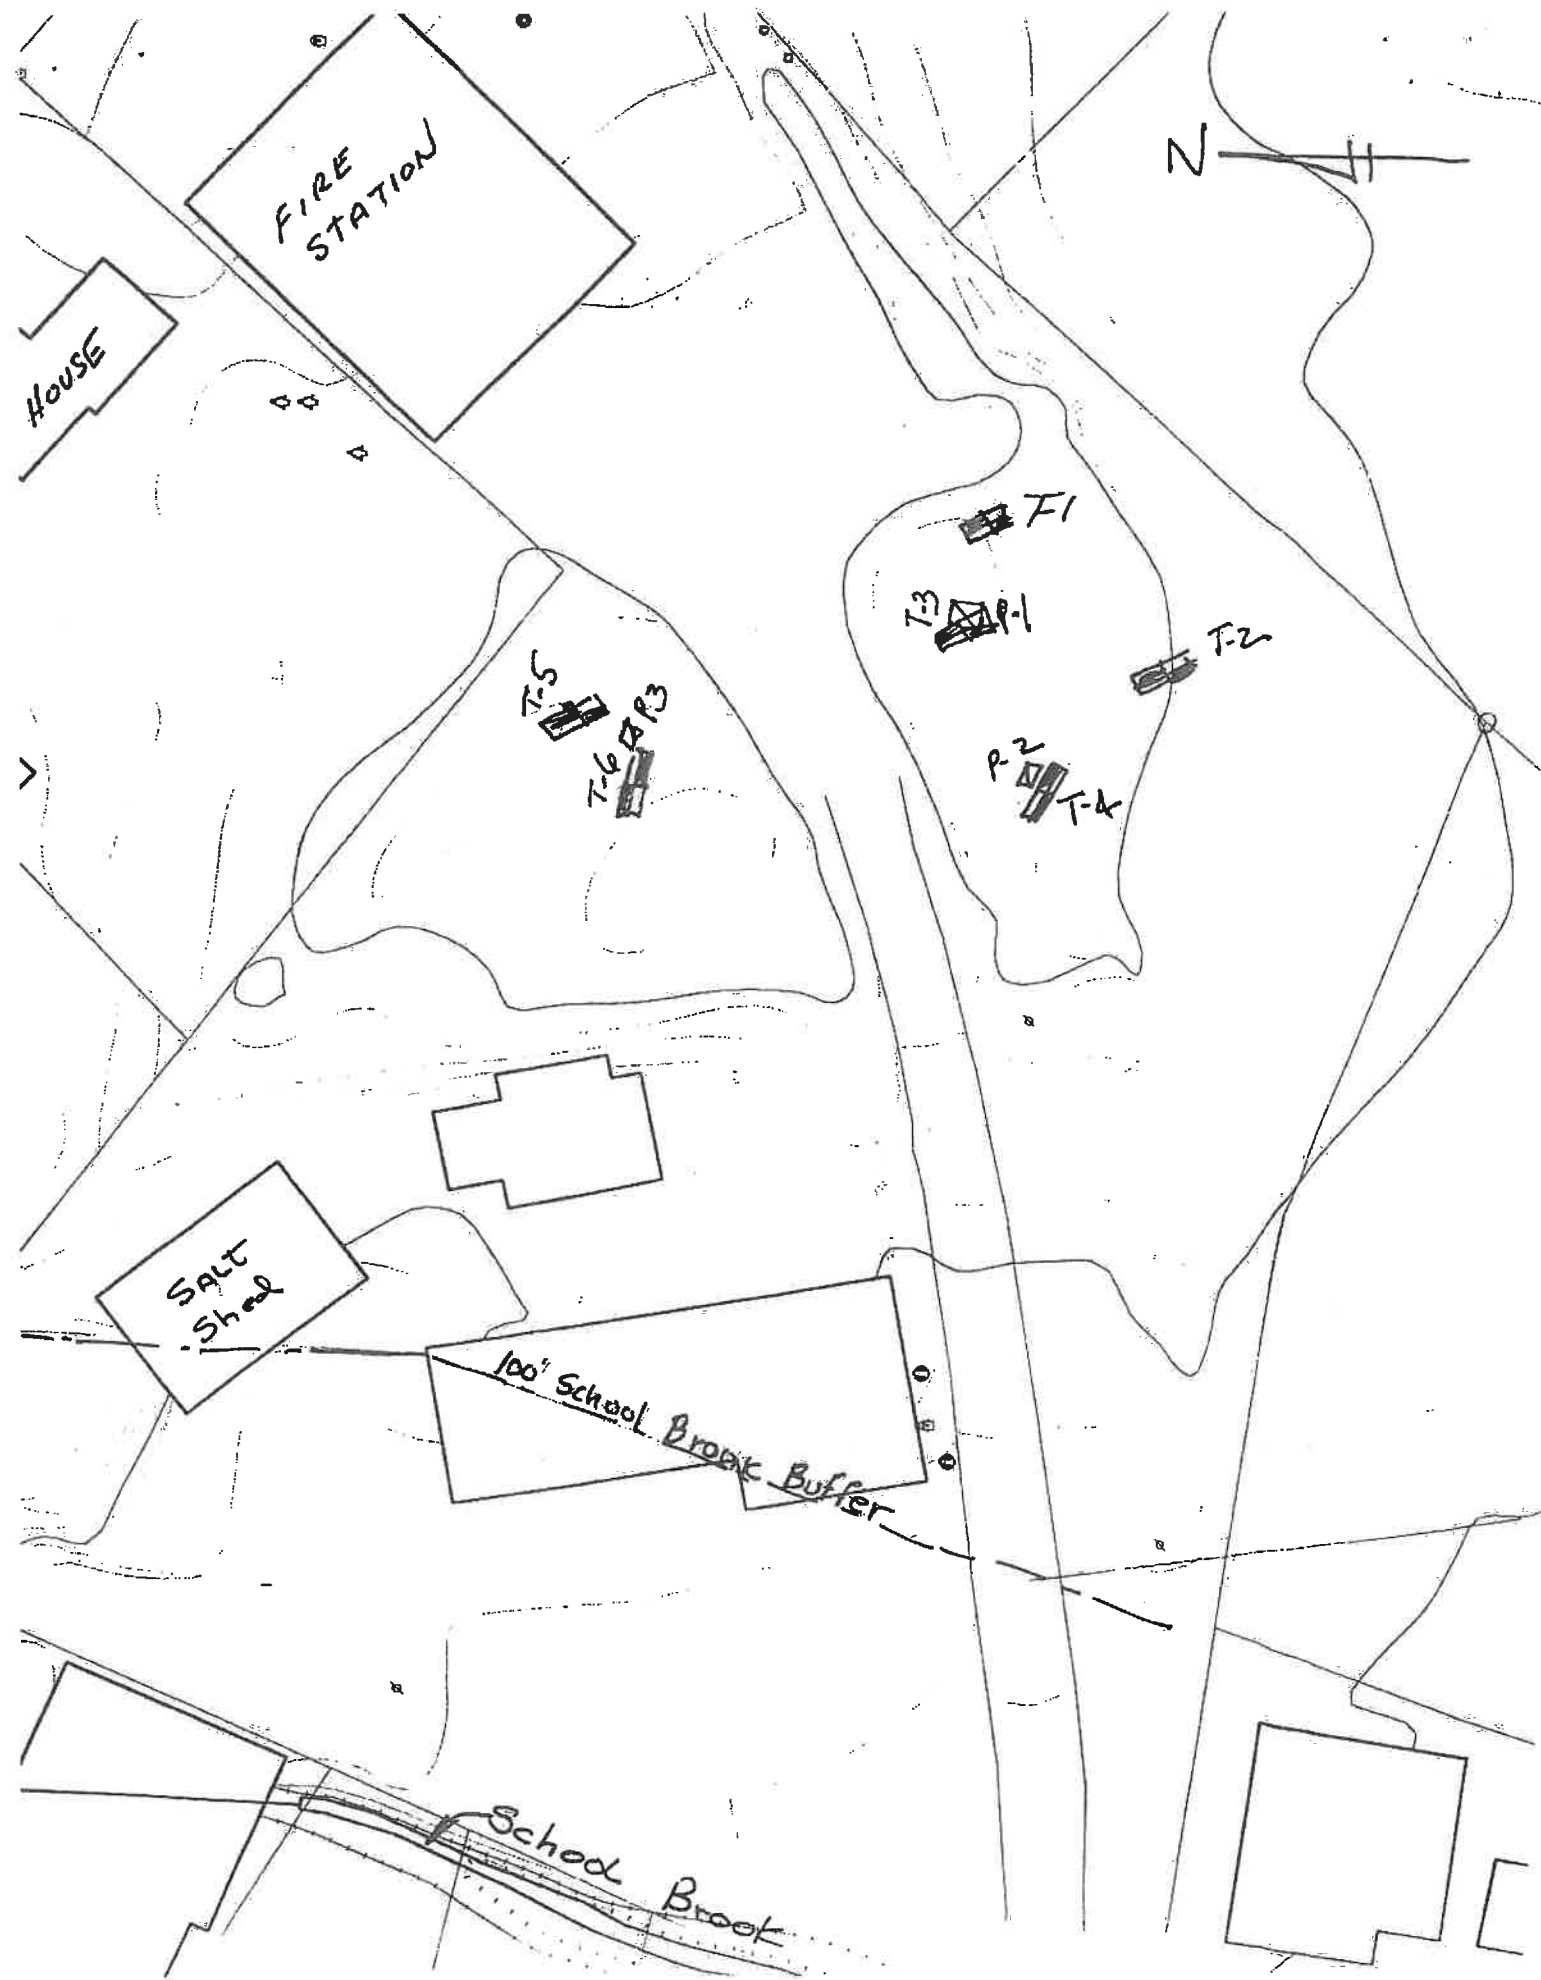 FIRE
STATION
N
HOUSE
T-1
T-3
P-1
T-2
T-5
P-3
T-6
P-2
T-4
SALT
Shed
100' School Brook Buffer
School Brook